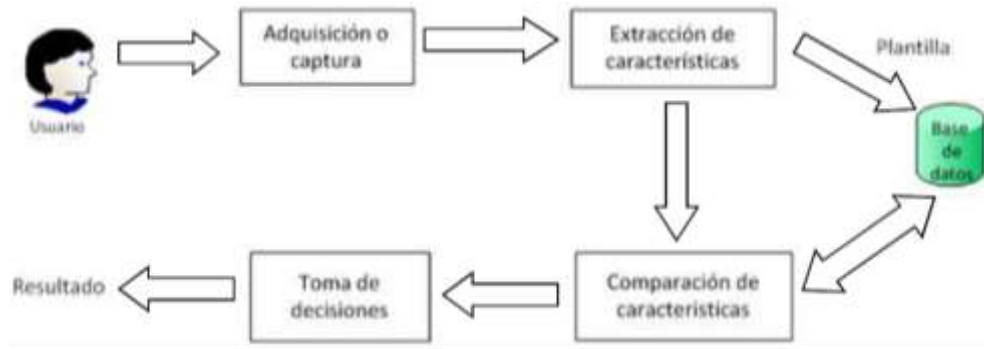 Usuario
Adquisición o
captura
Extracción de
características
Plantilla
Base
de
datos
Comparación de
características
Toma de
decisiones
Resultado